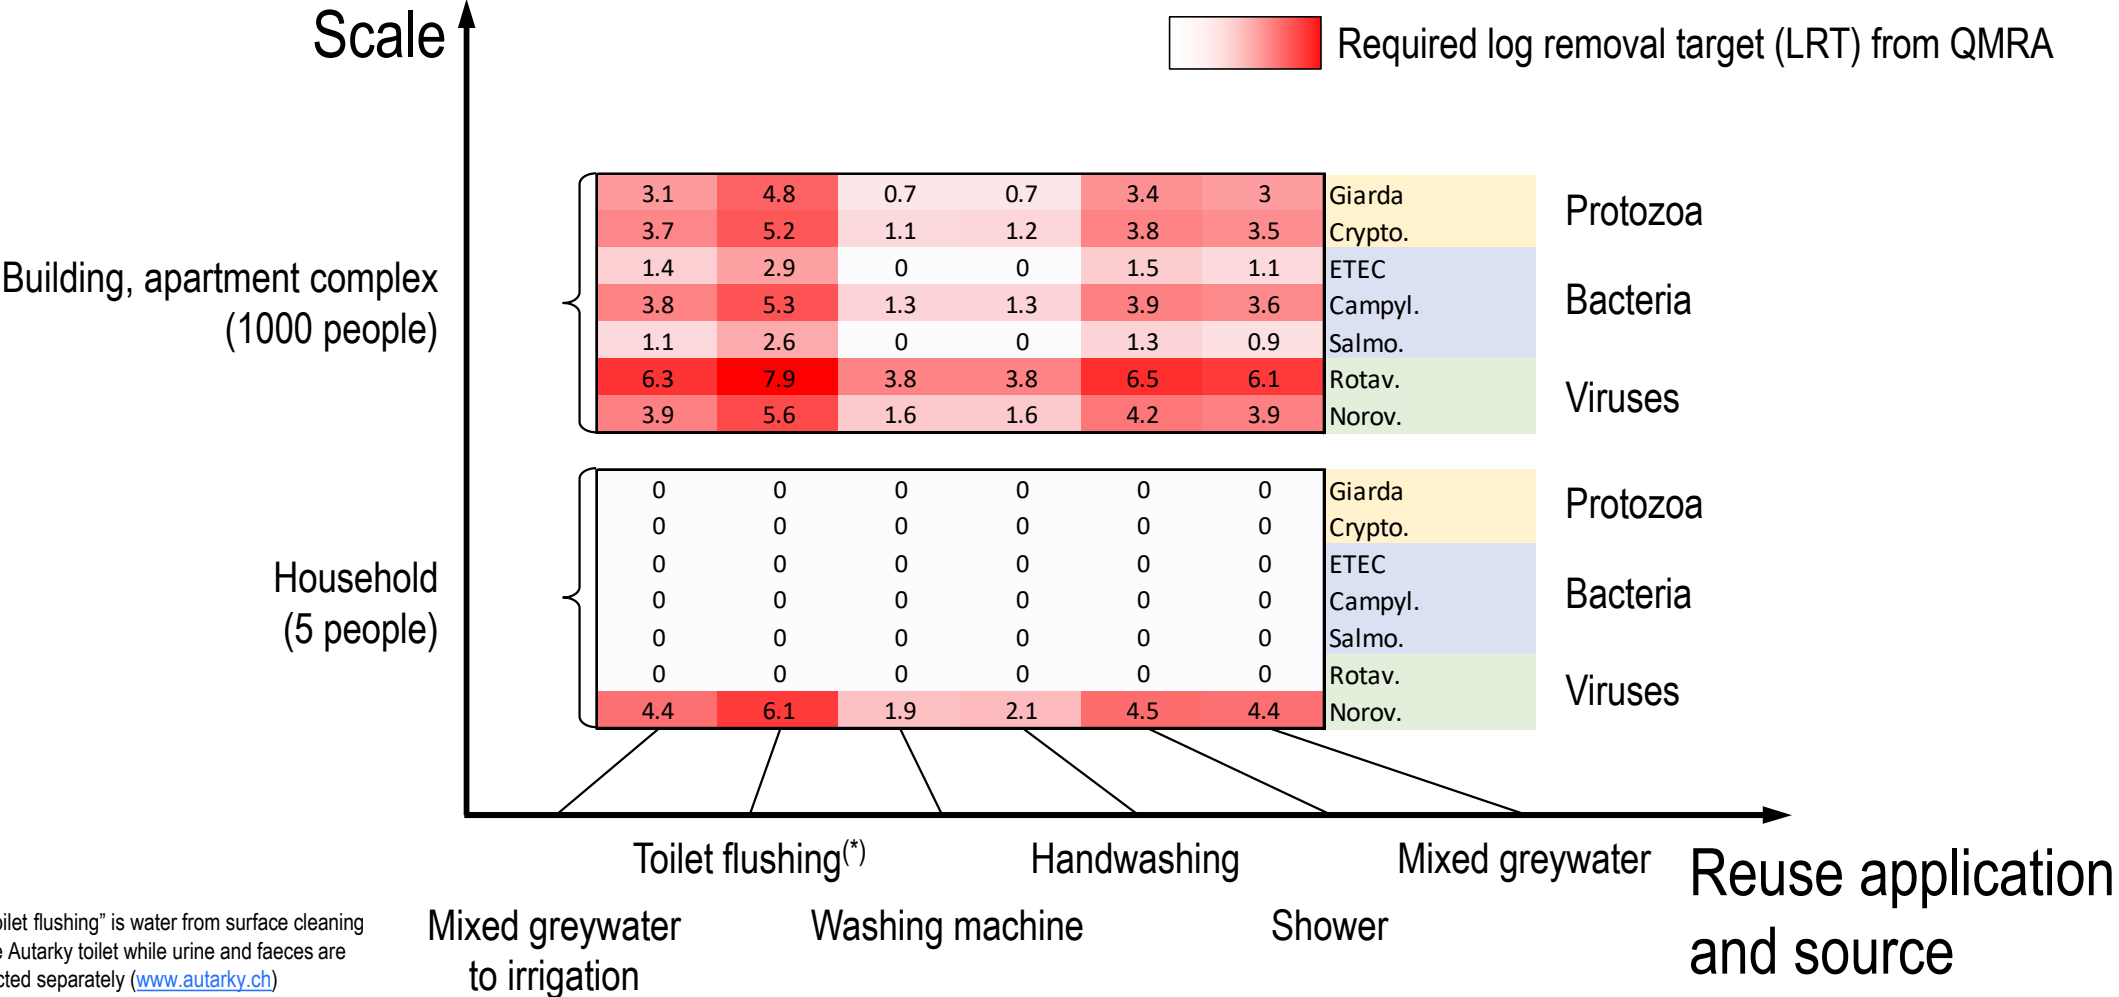 Scale
Required log removal target (LRT) from QMRA
3.1 4.8 0.7 0.7 3.4 3 Giarda
3.7 5.2 1.1 1.2 3.8 3.5 Crypto.
Protozoa
1.4 2.9 0 0 1.5 1.1 ETEC
3.8 5.3 1.3 1.3 3.9 3.6 Campyl.
1.1 2.6 0 0 1.3 0.9 Salmo.
Bacteria
6.3 7.9 3.8 3.8 6.5 6.1 Rotav.
3.9 5.6 1.6 1.6 4.2 3.9 Norov.
Viruses
Building, apartment complex
(1000 people)
0 0 0 0 0 0 Giarda
0 0 0 0 0 0 Crypto.
Protozoa
0 0 0 0 0 0 ETEC
0 0 0 0 0 0 Campyl.
0 0 0 0 0 0 Salmo.
Bacteria
0 0 0 0 0 0 Rotav.
4.4 6.1 1.9 2.1 4.5 4.4 Norov.
Viruses
Household
(5 people)
Mixed greywater
to irrigation
Toilet flushing(*)
Washing machine
Handwashing
Shower
Mixed greywater
Reuse application
and source
flushing” is water from surface cleaning
Autarky toilet while urine and faeces are
separately (www.autarky.ch)